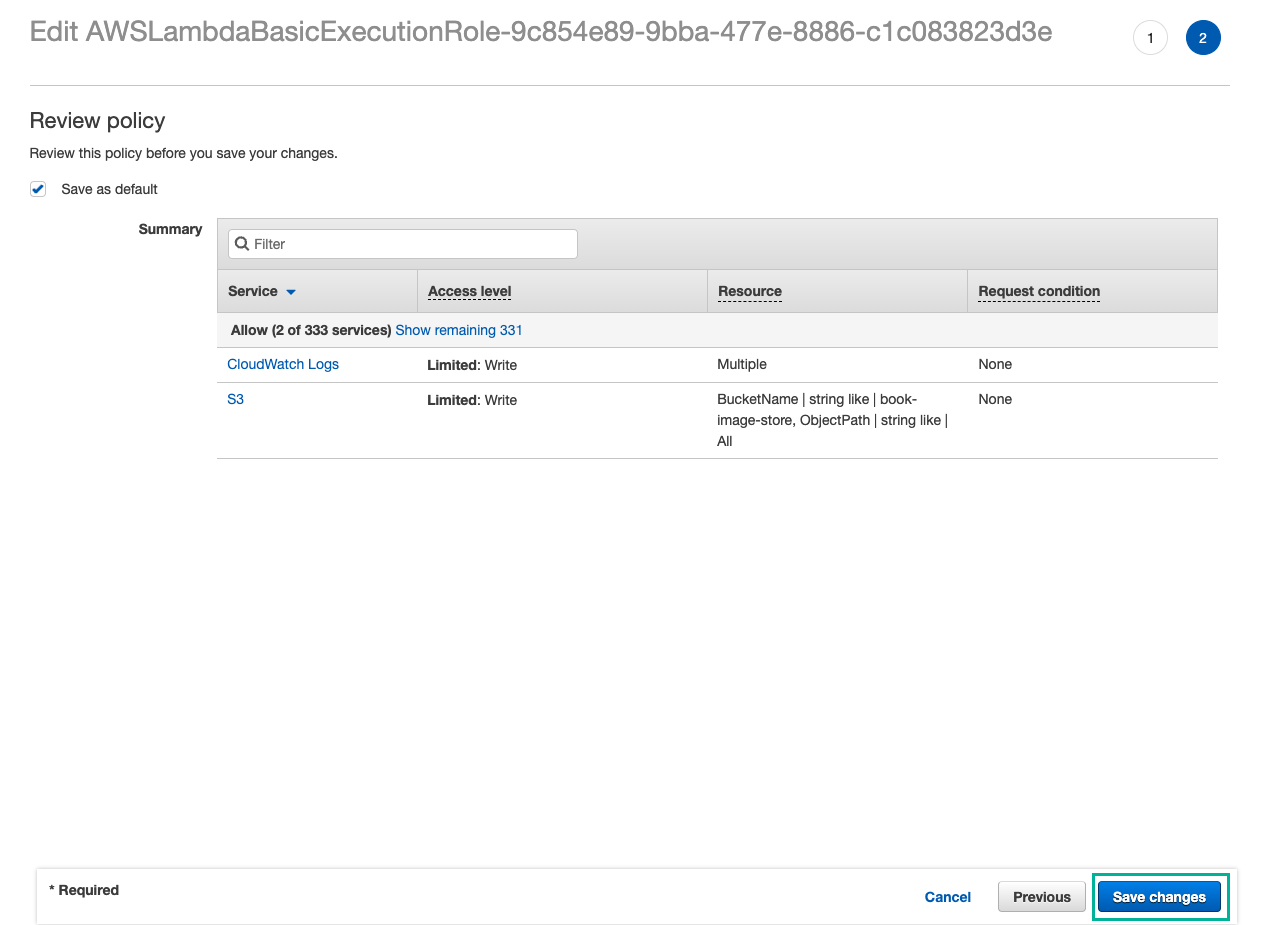 Edit AWSLambdaBasicExecutionRole-9c854e89-9bba-477e-8886-c1c083823d3e
1
2
Review policy
Review this policy before you save your changes.
Save as default
Summary
Filter
Service Access level Resource Request condition
Allow (2 of 333 services) Show remaining 331
CloudWatch Logs Limited: Write Multiple None
S3 Limited: Write BucketName | string like | book- None
image-store, ObjectPath | string like |
All
* Required
Cancel Previous Save changes